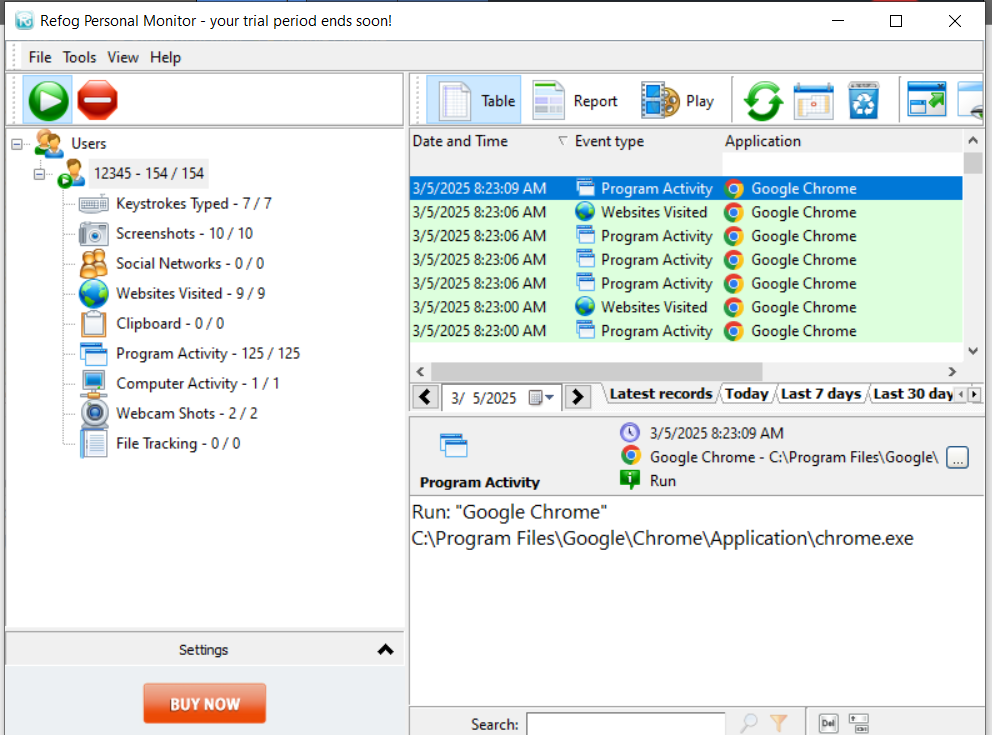 Refog Personal Monitor - your trial period ends soon!
File Tools View Help
Table Report Play
Users
12345 - 154 / 154
Keystrokes Typed - 7 / 7
Screenshots - 10 / 10
Social Networks - 0 / 0
Websites Visited - 9 / 9
Clipboard - 0 / 0
Program Activity - 125 / 125
Computer Activity - 1 / 1
Webcam Shots - 2 / 2
File Tracking - 0 / 0
Settings
BUY NOW
Date and Time Event type Application
3/5/2025 8:23:09 AM Program Activity Google Chrome
3/5/2025 8:23:06 AM Websites Visited Google Chrome
3/5/2025 8:23:06 AM Program Activity Google Chrome
3/5/2025 8:23:06 AM Program Activity Google Chrome
3/5/2025 8:23:06 AM Program Activity Google Chrome
3/5/2025 8:23:00 AM Websites Visited Google Chrome
3/5/2025 8:23:00 AM Program Activity Google Chrome
3/ 5/2025 Latest records Today Last 7 days Last 30 day
3/5/2025 8:23:09 AM
Google Chrome - C:\Program Files\Google\ ...
Program Activity Run
Run: "Google Chrome"
C:\Program Files\Google\Chrome\Application\chrome.exe
Search: Del